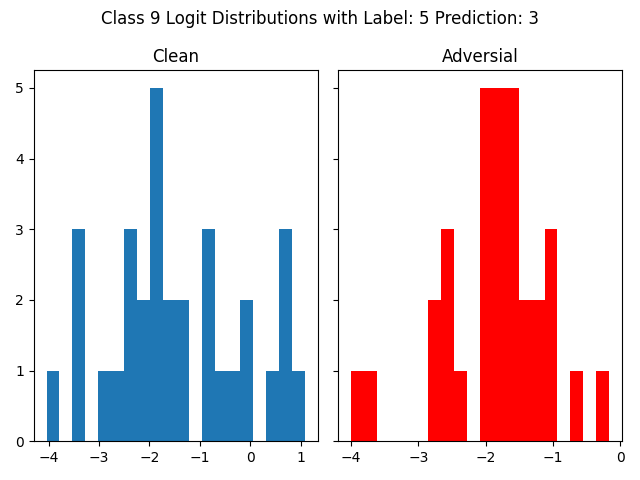 Class 9 Logit Distributions with Label: 5 Prediction: 3
Clean
Adversial
5
4
3
2
1
0
−4 −3 −2 −1 0 1
−4 −3 −2 −1 0